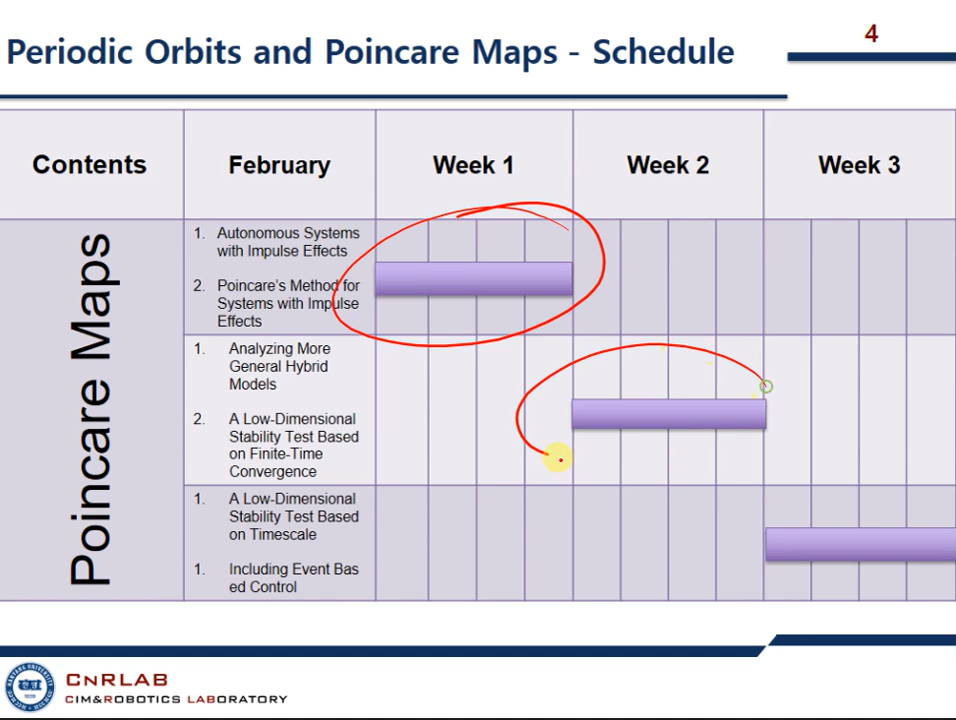 Periodic Orbits and Poincare Maps - Schedule
4
Contents
February
Week 1
Week 2
Week 3
Poincare Maps
1. Autonomous Systems
with Impulse Effects
2. Poincare's Method for
Systems with Impulse
Effects
1. Analyzing More
General Hybrid
Models
2. A Low-Dimensional
Stability Test Based
on Finite-Time
Convergence
1. A Low-Dimensional
Stability Test Based
on Timescale
1. Including Event Bas
ed Control
CNRLAB
CIM&ROBOTICS LABORATORY